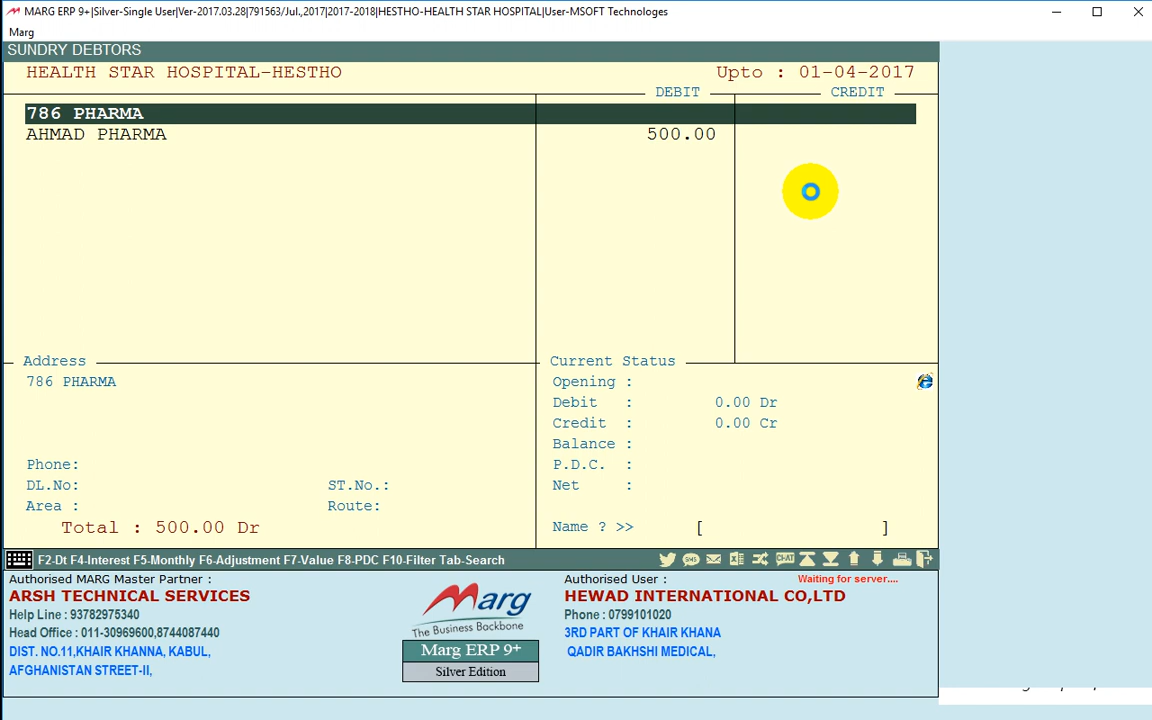 MARG ERP 9+|Silver-Single User|Ver-2017.03.28|791563/Jul.,2017|2017-2018|HESTHO-HEALTH STAR HOSPITAL|User-MSOFT Technologes
Marg
SUNDRY DEBTORS
HEALTH STAR HOSPITAL-HESTHO Upto : 01-04-2017
DEBIT CREDIT
786 PHARMA
AHMAD PHARMA 500.00
Address Current Status
786 PHARMA Opening :
Debit : 0.00 Dr
Credit : 0.00 Cr
Balance :
Phone: P.D.C. :
DL.No: ST.No.: Net :
Area : Route:
Total : 500.00 Dr Name ? >> [ ]
F2-Dt F4-Interest F5-Monthly F6-Adjustment F7-Value F8-PDC F10-Filter Tab-Search SMS CHAT
Authorised MARG Master Partner :
ARSH TECHNICAL SERVICES
Help Line : 93782975340
Head Office : 011-30969600,8744087440
DIST. NO.11,KHAIR KHANNA, KABUL,
AFGHANISTAN STREET-II,
Marg
The Business Backbone
Marg ERP 9+
Silver Edition
Authorised User : Waiting for server....
HEWAD INTERNATIONAL CO,LTD
Phone : 0799101020
3RD PART OF KHAIR KHANA
QADIR BAKHSHI MEDICAL,